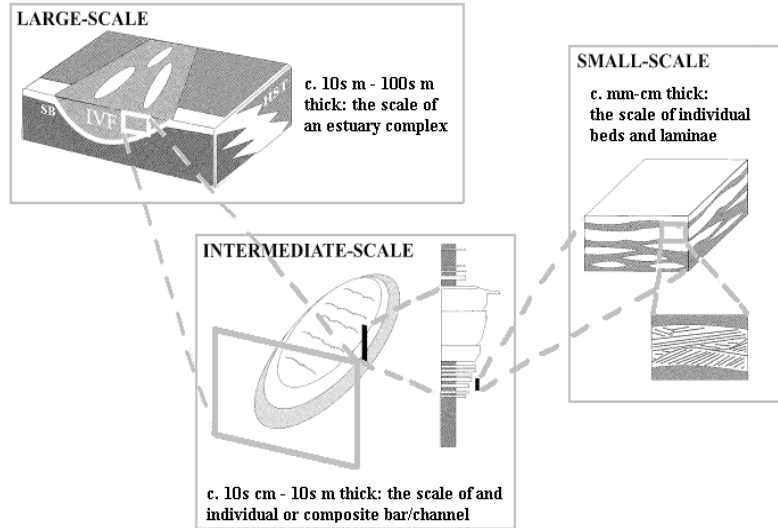 LARGE-SCALE
SB
IVF
HST
c. 10s m - 100s m
thick: the scale of
an estuary complex
SMALL-SCALE
c. mm-cm thick:
the scale of individual
beds and laminae
INTERMEDIATE-SCALE
c. 10s cm - 10s m thick: the scale of and
individual or composite bar/channel